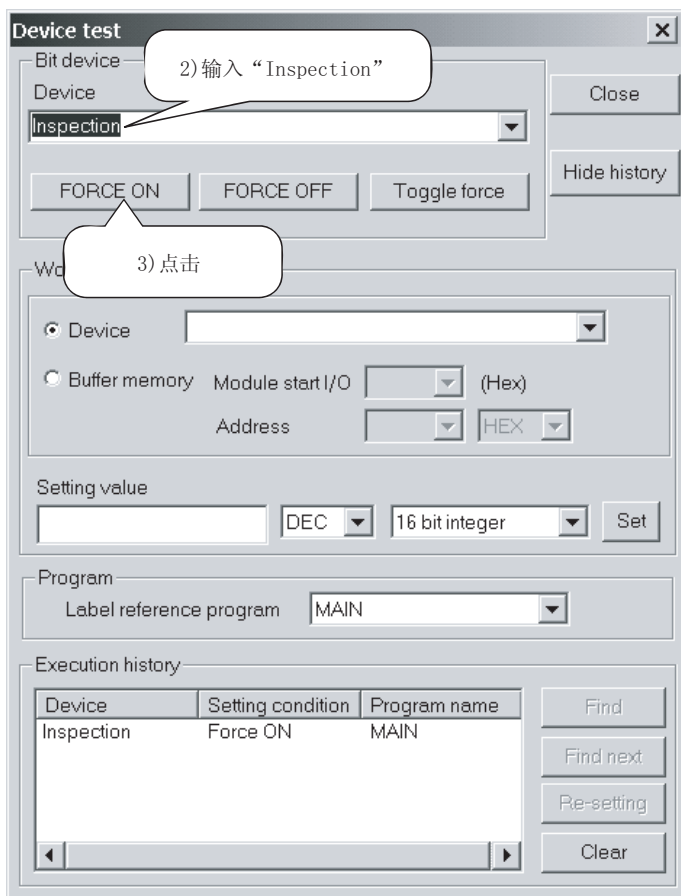 Device test
Bit device
2)输入“Inspection”
Device
Close
Inspection
Hide history
FORCE ON
FORCE OFF
Toggle force
3)点击
Wo
Device
Buffer memory
Module start I/O
(Hex)
Address
HEX
Setting value
DEC
16 bit integer
Set
Program
Label reference program
MAIN
Execution history
Device
Setting condition
Program name
Find
Inspection
Force ON
MAIN
Find next
Re-setting
Clear